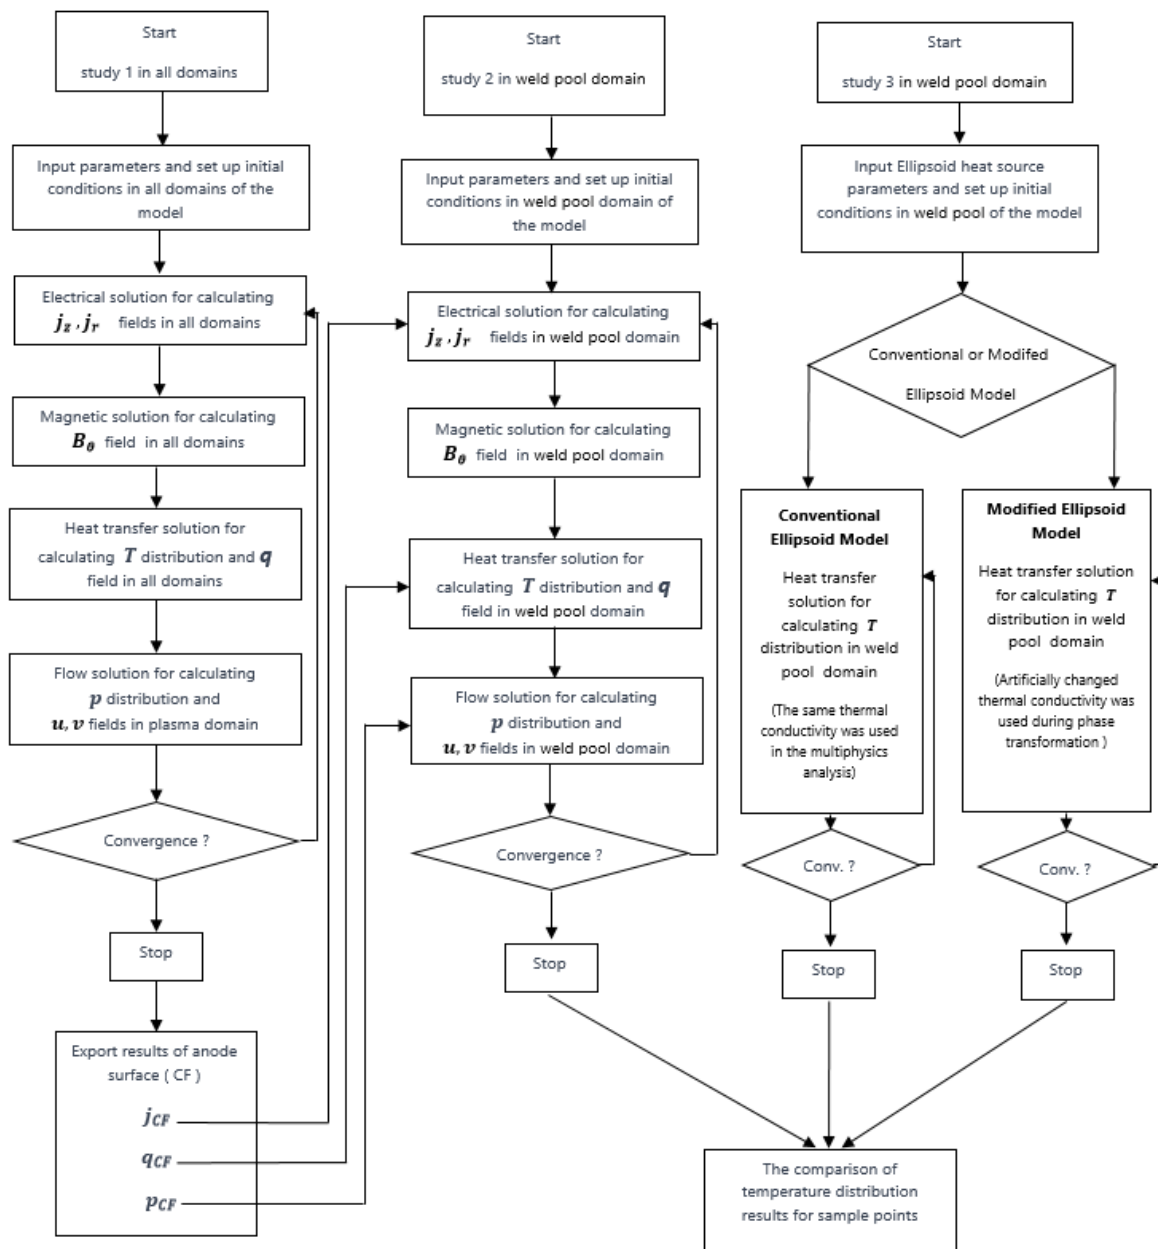 Start
study 1 in all domains
Input parameters and set up initial
conditions in all domains of the
model
Electrical solution for calculating
j_z , j_r fields in all domains
Magnetic solution for calculating
B_θ field in all domains
Heat transfer solution for
calculating T distribution and q
field in all domains
Flow solution for calculating
p distribution and
u, v fields in plasma domain
Convergence ?
Stop
Export results of anode
surface ( CF )
j_CF
q_CF
p_CF
Start
study 2 in weld pool domain
Input parameters and set up initial
conditions in weld pool domain of
the model
Electrical solution for calculating
j_z , j_r fields in weld pool domain
Magnetic solution for calculating
B_θ field in weld pool domain
Heat transfer solution for
calculating T distribution and q
field in weld pool domain
Flow solution for calculating
p distribution and
u, v fields in weld pool domain
Convergence ?
Stop
Start
study 3 in weld pool domain
Input Ellipsoid heat source
parameters and set up initial
conditions in weld pool of the model
Conventional or Modifed
Ellipsoid Model
Conventional
Ellipsoid Model
Heat transfer
solution for
calculating T
distribution in weld
pool domain
(The same thermal
conductivity was used
in the multiphysics
analysis)
Conv. ?
Stop
Modified Ellipsoid
Model
Heat transfer solution
for calculating T
distribution in weld
pool domain
(Artificially changed
thermal conductivity was
used during phase
transformation )
Conv. ?
Stop
The comparison of
temperature distribution
results for sample points